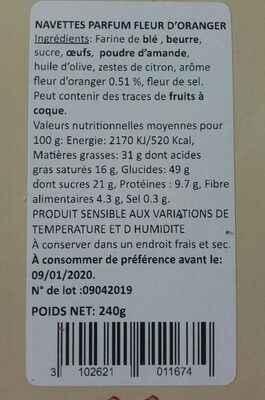 NAVETTES PARFUM FLEUR D'ORANGER
Ingrédients: Farine de blé , beurre,
sucre, œufs, poudre d'amande,
huile d'olive, zestes de citron, arôme
fleur d'oranger 0.51 %, fleur de sel.
Peut contenir des traces de fruits à
coque.
Valeurs nutritionnelles moyennes pour
100 g: Energie: 2170 KJ/520 Kcal,
Matières grasses: 31 g dont acides
gras saturés 16 g, Glucides: 49 g
dont sucres 21 g, Protéines : 9.7 g, Fibre
alimentaires 4.3 g, Sel 0.3 g.
PRODUIT SENSIBLE AUX VARIATIONS DE
TEMPERATURE ET D HUMIDITE
À conserver dans un endroit frais et sec.
À consommer de préférence avant le:
09/01/2020.
N° de lot :09042019
POIDS NET: 240g
3 102621 011674